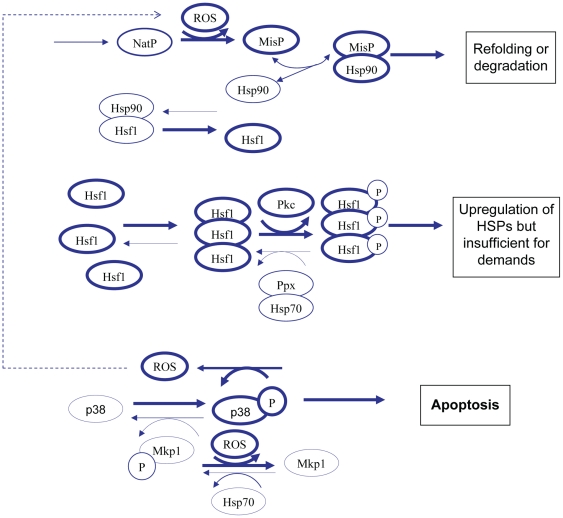 ROS
NatP
MisP
MisP
Hsp90
Hsp90
Refolding or
degradation
Hsp90
Hsf1
Hsf1
Hsf1
Hsf1
Hsf1
Hsf1
Hsf1
Hsf1
Pkc
Hsf1
P
Hsf1
P
Hsf1
P
Ppx
Hsp70
Upregulation of
HSPs but
insufficient for
demands
ROS
p38
p38
P
Apoptosis
Mkp1
P
ROS
Mkp1
Hsp70